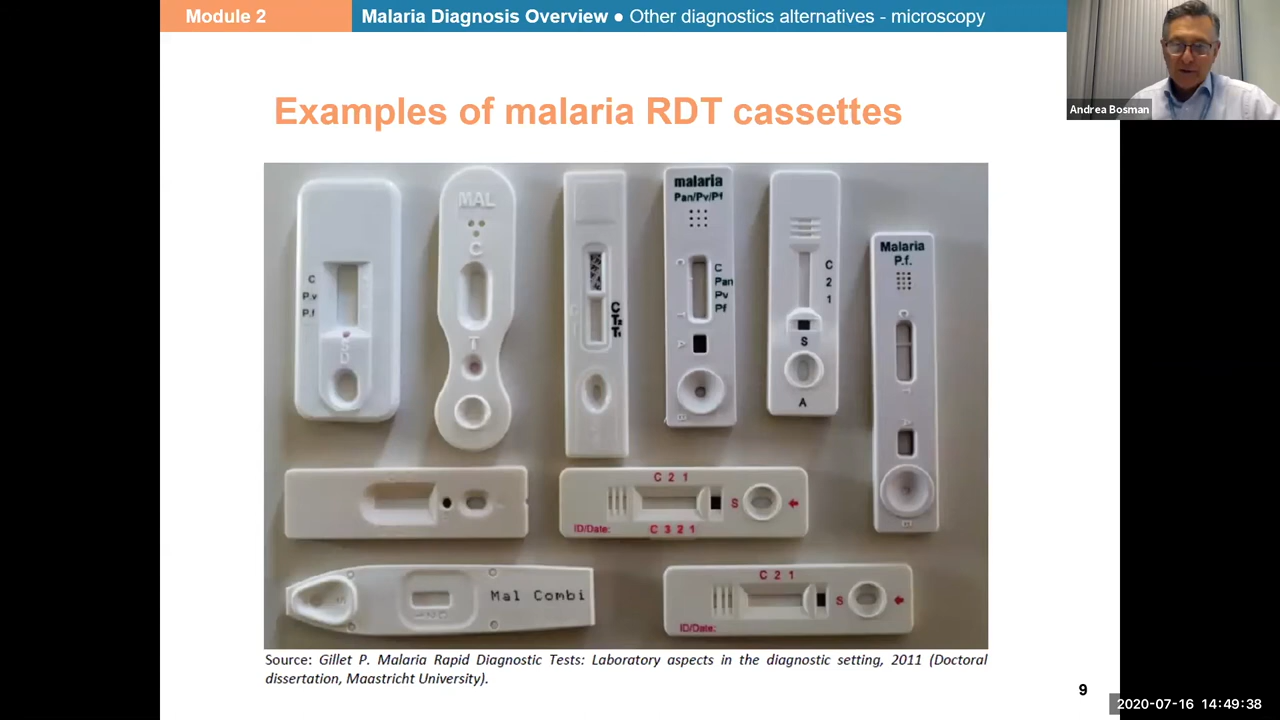 Module 2
Malaria Diagnosis Overview ● Other diagnostics alternatives - microscopy
Andrea Bosman
Examples of malaria RDT cassettes
C
P.v
P.f
MAL
C
T
C
malaria
Pan/Pv/Pf
C
Pan
Pv
Pf
C
2
1
S
A
Malaria
P.f.
C
T
C 2 1
S
ID/Date:
C 3 2 1
Mal Combi
C 2 1
S
ID/Date:
Source: Gillet P. Malaria Rapid Diagnostic Tests: Laboratory aspects in the diagnostic setting, 2011 (Doctoral
dissertation, Maastricht University).
9
2020-07-16 14:49:38